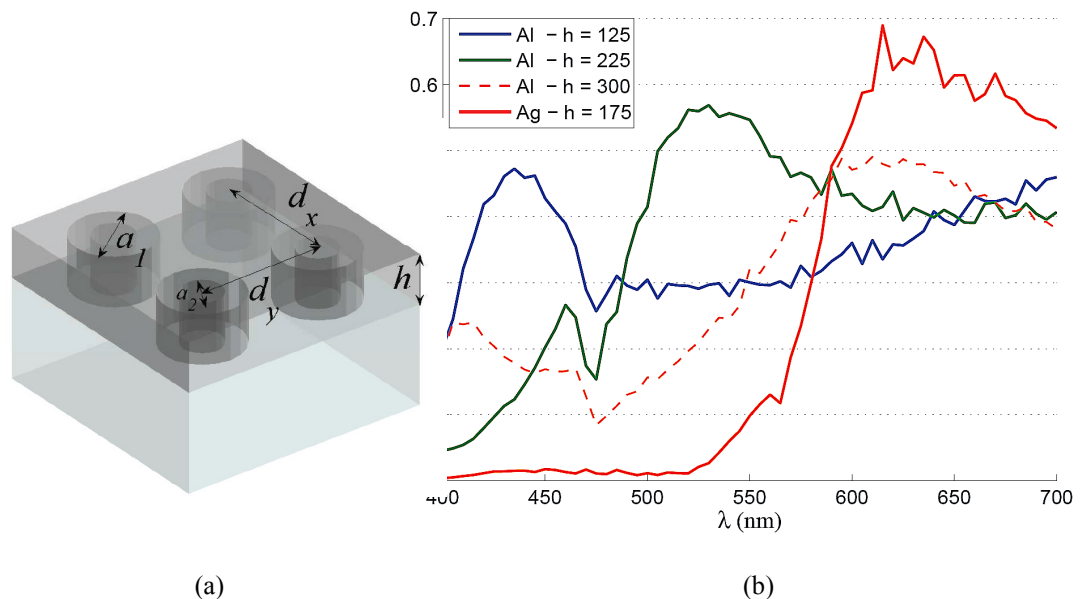 d x
a 1
a 2
d y
h
(a)
0.7
0.6
Al – h = 125
Al – h = 225
Al – h = 300
Ag – h = 175
400 450 500 550 600 650 700
λ (nm)
(b)